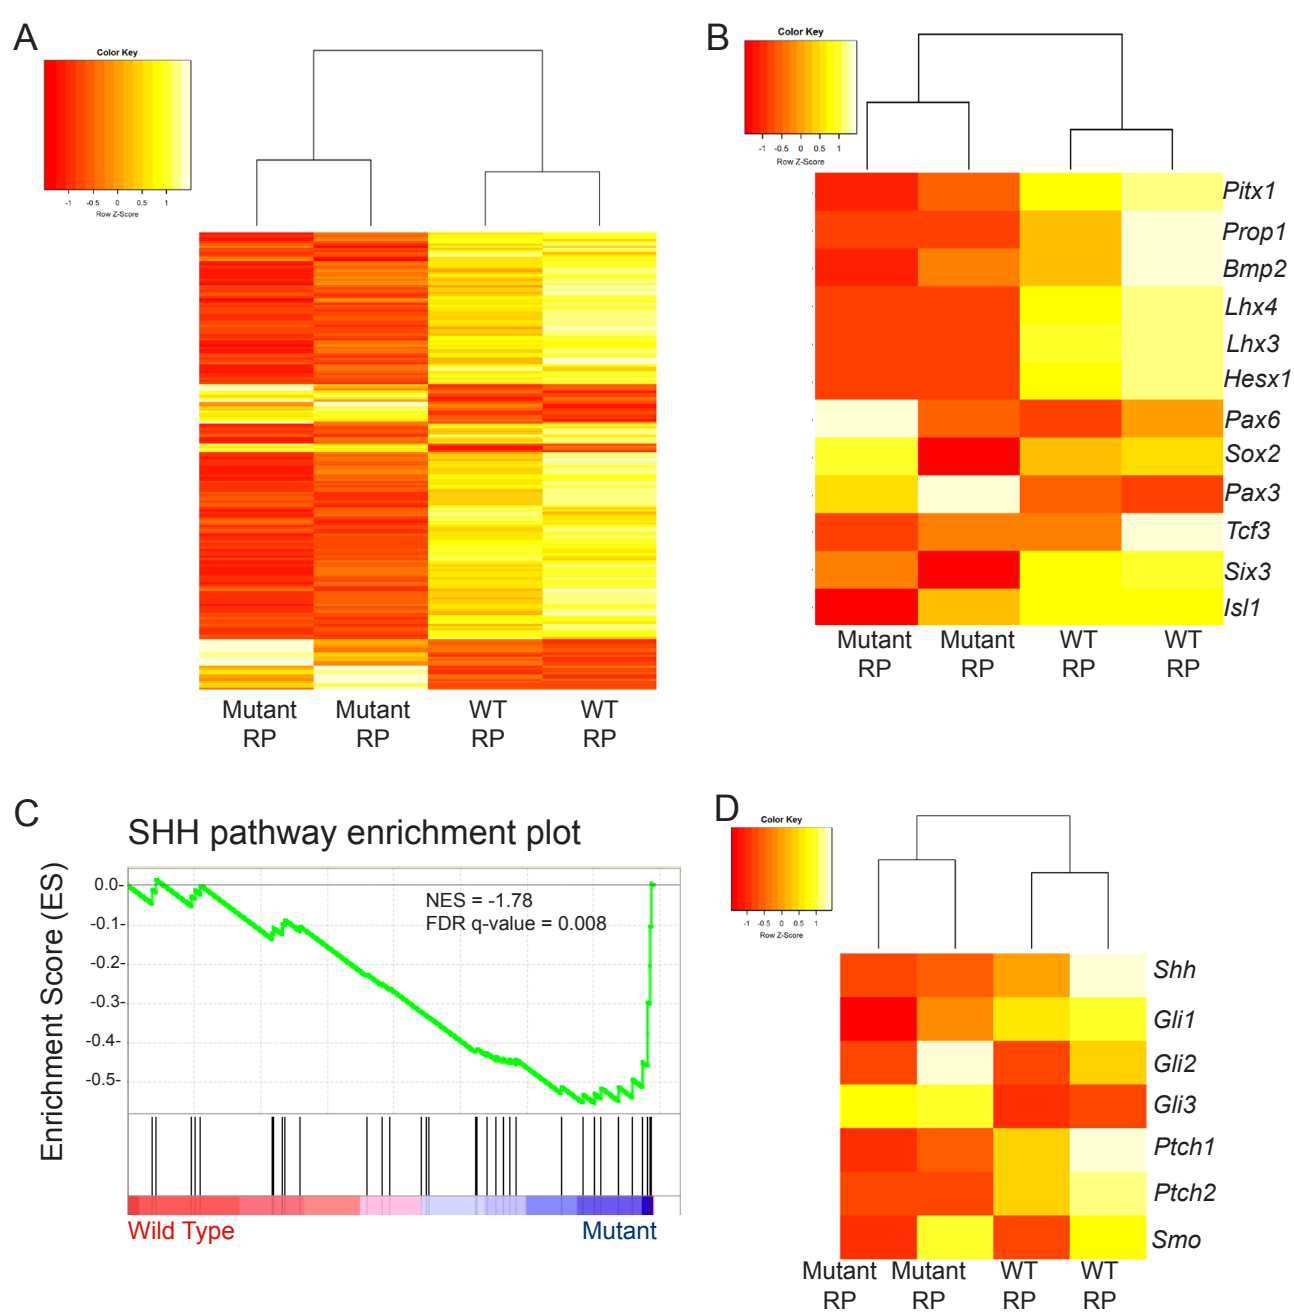 A
Color Key
-1 -0.5 0 0.5 1
Row Z-Score
Mutant RP
Mutant RP
WT RP
WT RP
B
Color Key
-1 -0.5 0 0.5 1
Row Z-Score
Pitx1
Prop1
Bmp2
Lhx4
Lhx3
Hesx1
Pax6
Sox2
Pax3
Tcf3
Six3
Isl1
Mutant RP
Mutant RP
WT RP
WT RP
C
SHH pathway enrichment plot
Enrichment Score (ES)
0.0-
-0.1-
-0.2-
-0.3-
-0.4-
-0.5-
NES = -1.78
FDR q-value = 0.008
Wild Type
Mutant
D
Color Key
-1 -0.5 0 0.5 1
Row Z-Score
Shh
Gli1
Gli2
Gli3
Ptch1
Ptch2
Smo
Mutant RP
Mutant RP
WT RP
WT RP